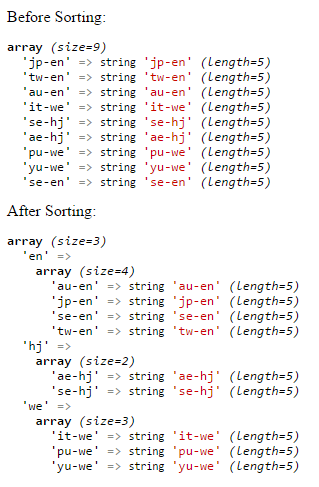 Before Sorting:
array (size=9)
'jp-en' => string 'jp-en' (length=5)
'tw-en' => string 'tw-en' (length=5)
'au-en' => string 'au-en' (length=5)
'it-we' => string 'it-we' (length=5)
'se-hj' => string 'se-hj' (length=5)
'ae-hj' => string 'ae-hj' (length=5)
'pu-we' => string 'pu-we' (length=5)
'yu-we' => string 'yu-we' (length=5)
'se-en' => string 'se-en' (length=5)
After Sorting:
array (size=3)
'en' =>
array (size=4)
'au-en' => string 'au-en' (length=5)
'jp-en' => string 'jp-en' (length=5)
'se-en' => string 'se-en' (length=5)
'tw-en' => string 'tw-en' (length=5)
'hj' =>
array (size=2)
'ae-hj' => string 'ae-hj' (length=5)
'se-hj' => string 'se-hj' (length=5)
'we' =>
array (size=3)
'it-we' => string 'it-we' (length=5)
'pu-we' => string 'pu-we' (length=5)
'yu-we' => string 'yu-we' (length=5)